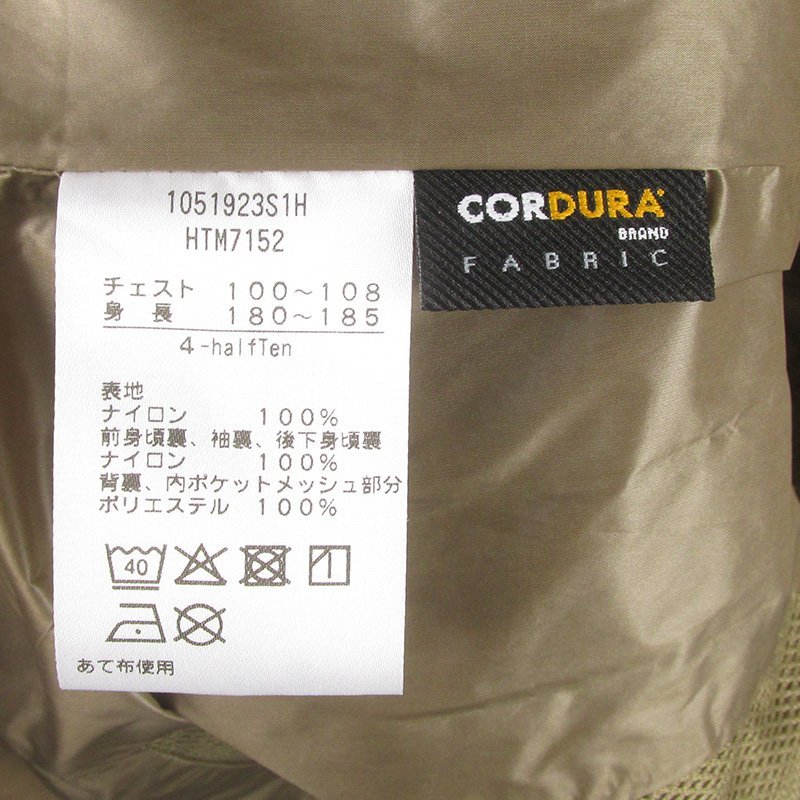 1051923S1H
HTM7152
チェスト 100～108
身長 180～185
4-halfTen
表地
ナイロン 100%
前身頃裏、袖裏、後下身頃裏
ナイロン 100%
背裏、内ポケットメッシュ部分
ポリエステル 100%
40
あて布使用
CORDURA
BRAND
FABRIC